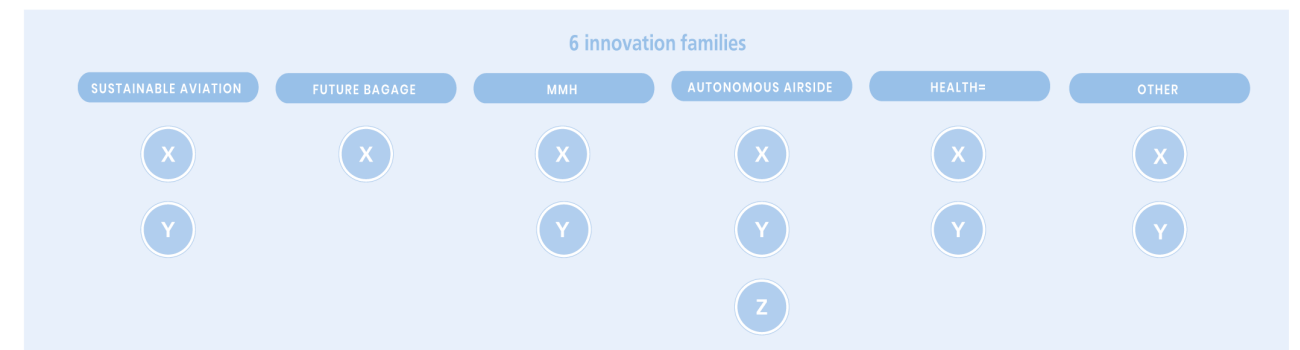 6 innovation families
SUSTAINABLE AVIATION
FUTURE BAGAGE
MMH
AUTONOMOUS AIRSIDE
HEALTH=
OTHER
X
X
X
X
X
X
Y
Y
Y
Y
Y
Z